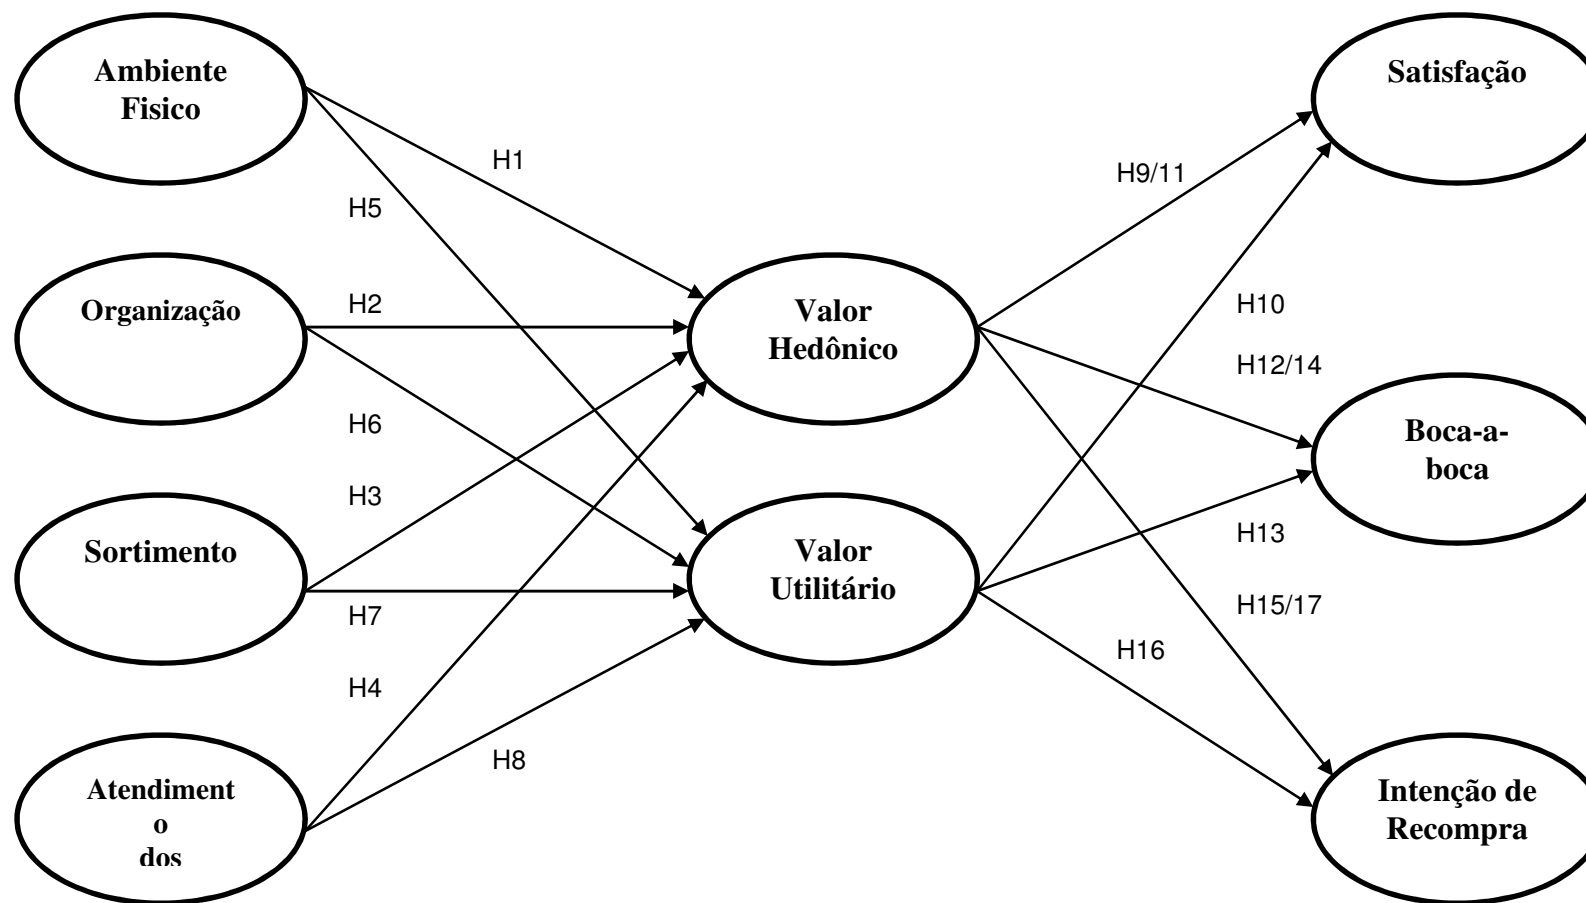 Ambiente
Fisico
Satisfação
H1
H9/11
H5
Organização
H2
Valor
Hedônico
H10
H12/14
H6
Boca-a-
boca
H3
Sortimento
Valor
Utilitário
H13
H7
H15/17
H16
H4
H8
Atendiment
o
dos
Intenção de
Recompra